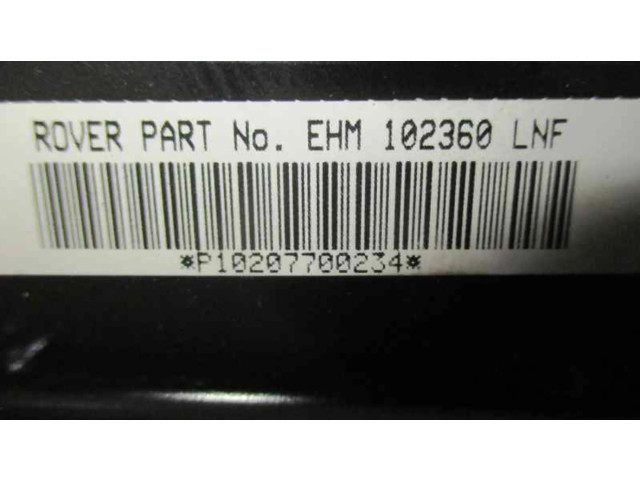 ROVER PART No. EHM 102360 LNF
*P10207700234*